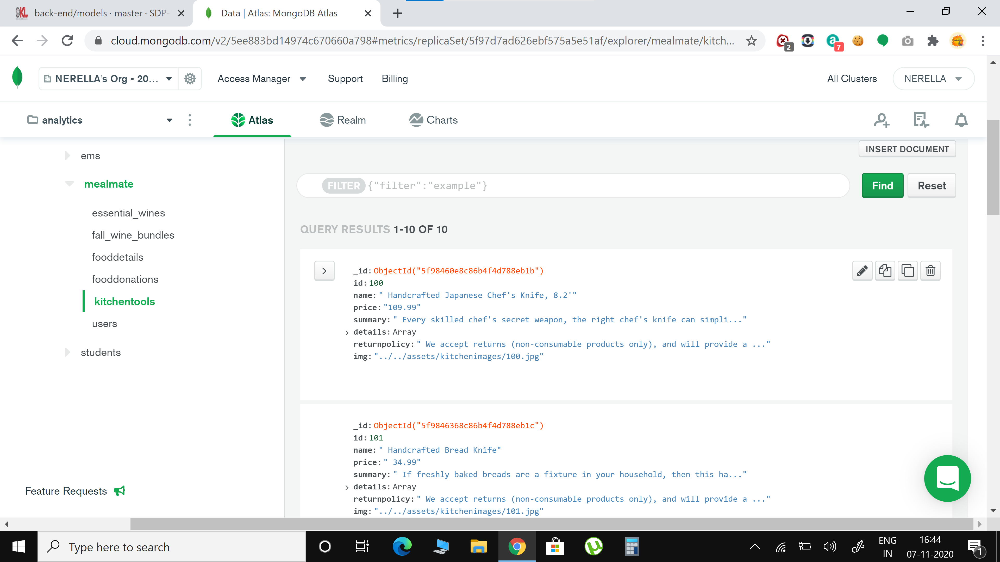 back-end/models · master · SDP-
Data | Atlas: MongoDB Atlas
cloud.mongodb.com/v2/5ee883bd14974c670660a798#metrics/replicaSet/5f97d7ad626ebf575a5e51af/explorer/mealmate/kitch...
2
7
NERELLA's Org - 20...
Access Manager
Support
Billing
All Clusters
NERELLA
analytics
Atlas
Realm
Charts
ems
mealmate
essential_wines
fall_wine_bundles
fooddetails
fooddonations
kitchentools
users
students
Feature Requests
INSERT DOCUMENT
FILTER {"filter":"example"}
Find
Reset
QUERY RESULTS 1-10 OF 10
_id: ObjectId("5f98460e8c86b4f4d788eb1b")
id: 100
name: " Handcrafted Japanese Chef's Knife, 8.2'"
price: "109.99"
summary: " Every skilled chef's secret weapon, the right chef's knife can simpli..."
details: Array
returnpolicy: " We accept returns (non-consumable products only), and will provide a ..."
img: "../../assets/kitchenimages/100.jpg"
_id: ObjectId("5f9846368c86b4f4d788eb1c")
id: 101
name: " Handcrafted Bread Knife"
price: " 34.99"
summary: " If freshly baked breads are a fixture in your household, then this ha..."
details: Array
returnpolicy: " We accept returns (non-consumable products only), and will provide a ..."
img: "../../assets/kitchenimages/101.jpg"
Type here to search
ENG
IN
16:44
07-11-2020
1